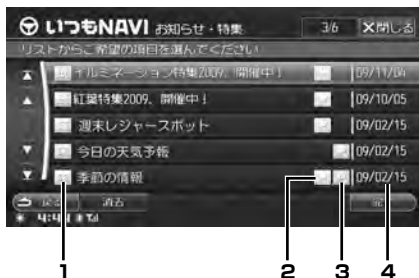 いつもNAVI お知らせ・特集 3/6 ×閉じる
リストからご希望の項目を選んでください
イルミネーション特集2009、開催中! 09/11/04
紅葉特集2009、開催中! 09/10/05
週末レジャースポット 09/02/15
今日の天気予報 09/02/15
季節の情報 09/02/15
戻る 消去
1 2 3 4